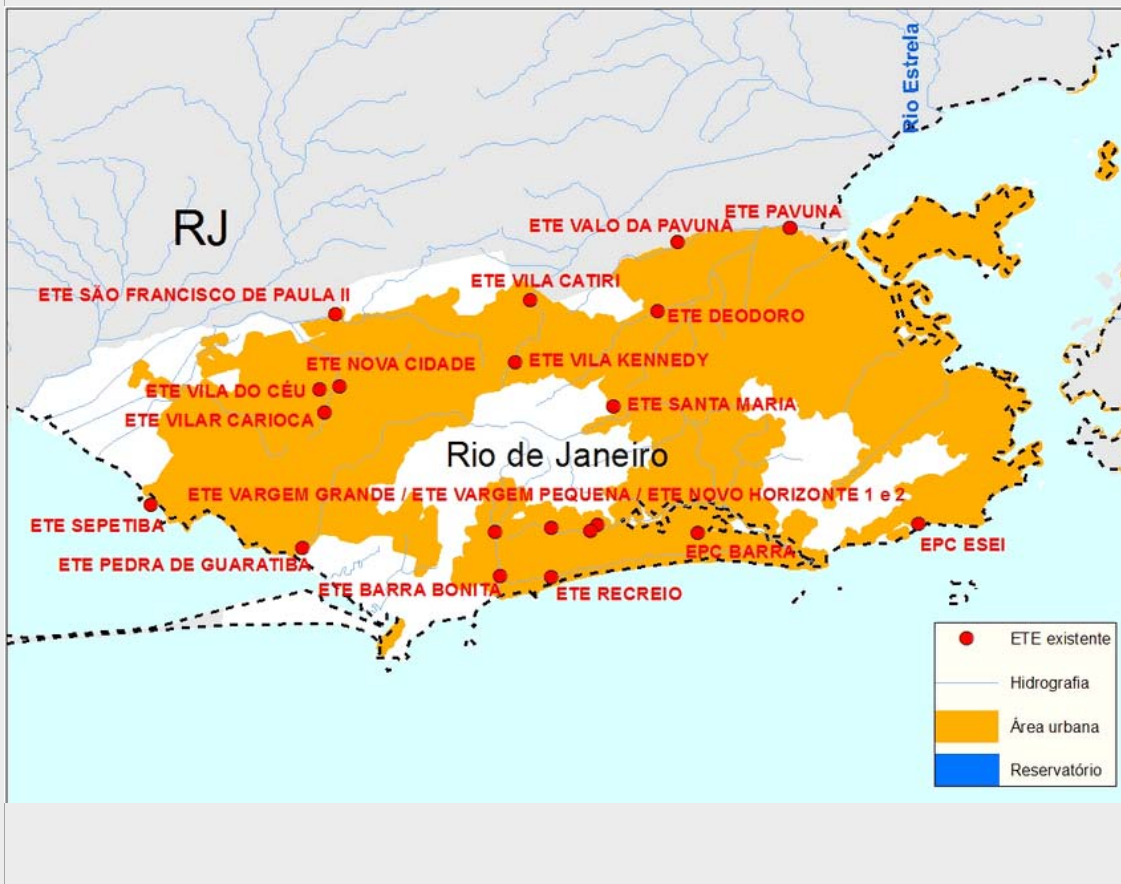 Rio Estrela
RJ
ETE PAVUNA
ETE VALO DA PAVUNA
ETE VILA CATIRI
ETE SÃO FRANCISCO DE PAULA II
ETE DEODORO
ETE NOVA CIDADE
ETE VILA KENNEDY
ETE VILA DO CÉU
ETE SANTA MARIA
ETE VILAR CARIOCA
Rio de Janeiro
ETE VARGEM GRANDE / ETE VARGEM PEQUENA / ETE NOVO HORIZONTE 1 e 2
ETE SEPETIBA
EPC ESEI
EPC BARRA
ETE PEDRA DE GUARATIBA
ETE BARRA BONITA
ETE RECREIO
ETE existente
Hidrografia
Área urbana
Reservatório